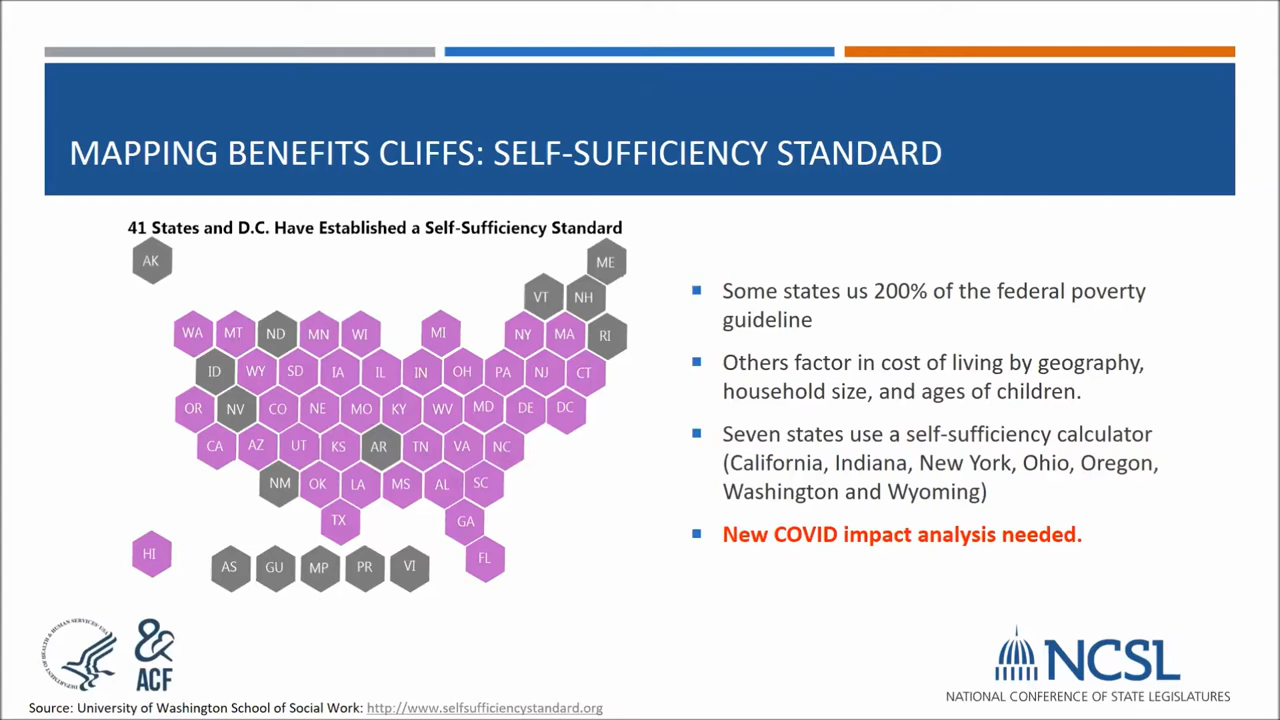 MAPPING BENEFITS CLIFFS: SELF-SUFFICIENCY STANDARD
41 States and D.C. Have Established a Self-Sufficiency Standard
AK
ME
VT
NH
WA
MT
ND
MN
WI
MI
NY
MA
RI
ID
WY
SD
IA
IL
IN
OH
PA
NJ
CT
OR
NV
CO
NE
MO
KY
WV
MD
DE
DC
CA
AZ
UT
KS
AR
TN
VA
NC
NM
OK
LA
MS
AL
SC
TX
GA
HI
FL
AS
GU
MP
PR
VI
Some states us 200% of the federal poverty
guideline
Others factor in cost of living by geography,
household size, and ages of children.
Seven states use a self-sufficiency calculator
(California, Indiana, New York, Ohio, Oregon,
Washington and Wyoming)
New COVID impact analysis needed.
DEPARTMENT OF HEALTH & HUMAN SERVICES·USA
&
ACF
NCSL
NATIONAL CONFERENCE OF STATE LEGISLATURES
Source: University of Washington School of Social Work: http://www.selfsufficiencystandard.org